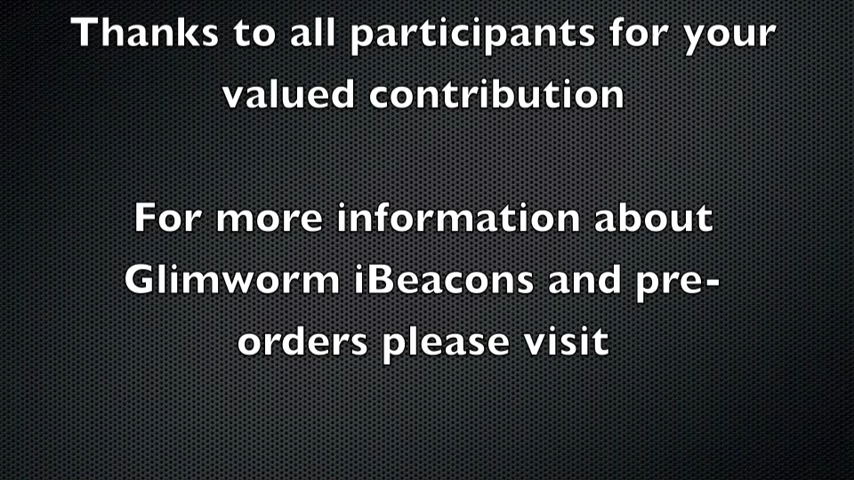 Thanks to all participants for your
valued contribution
For more information about
Glimworm iBeacons and pre-
orders please visit